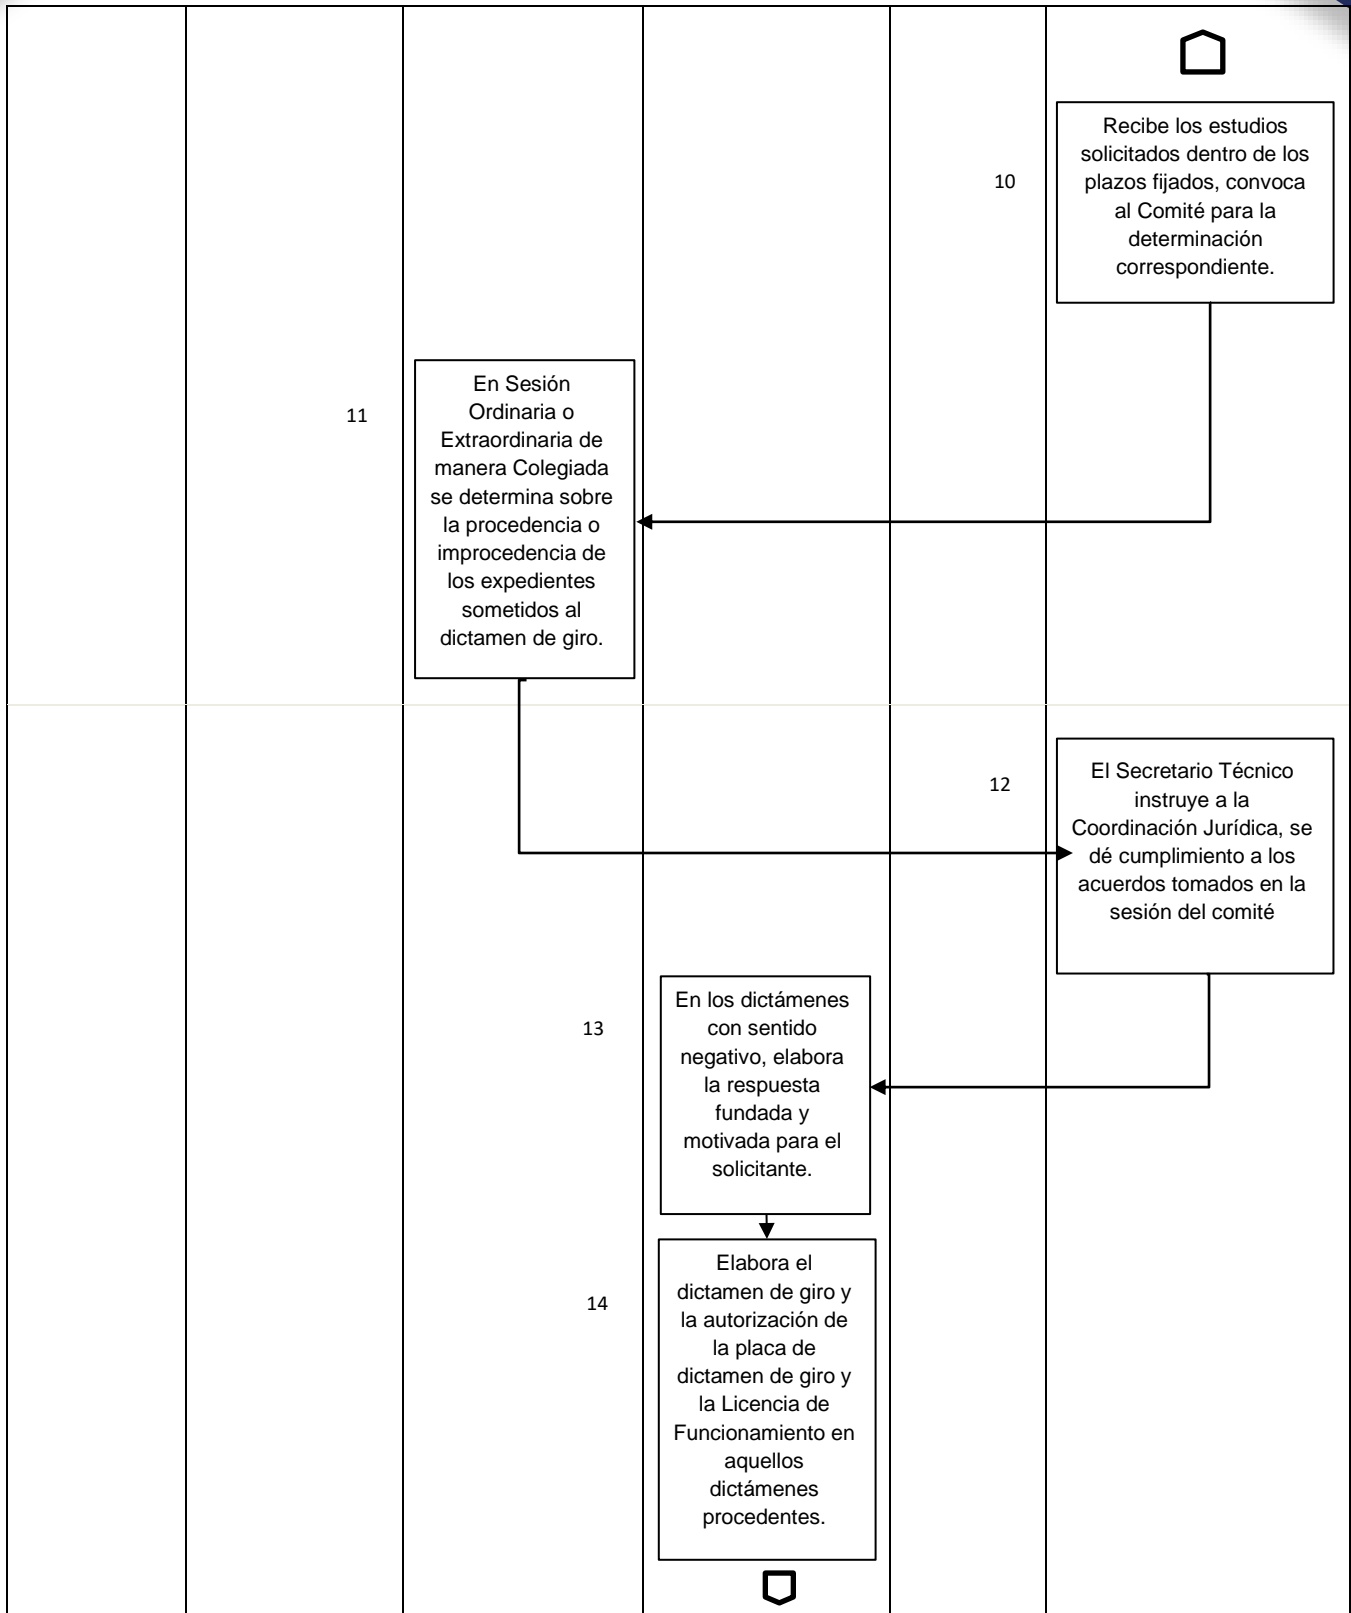 10
Recibe los estudios
solicitados dentro de los
plazos fijados, convoca
al Comité para la
determinación
correspondiente.
11
En Sesión
Ordinaria o
Extraordinaria de
manera Colegiada
se determina sobre
la procedencia o
improcedencia de
los expedientes
sometidos al
dictamen de giro.
12
El Secretario Técnico
instruye a la
Coordinación Jurídica, se
dé cumplimiento a los
acuerdos tomados en la
sesión del comité
13
En los dictámenes
con sentido
negativo, elabora
la respuesta
fundada y
motivada para el
solicitante.
14
Elabora el
dictamen de giro y
la autorización de
la placa de
dictamen de giro y
la Licencia de
Funcionamiento en
aquellos
dictámenes
procedentes.